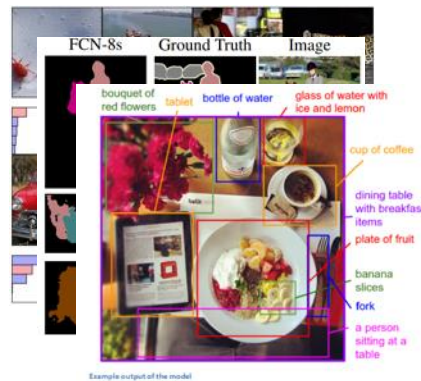 FCN-8s Ground Truth Image
bouquet of
red flowers
tablet
bottle of water
glass of water with
ice and lemon
cup of coffee
dining table
with breakfast
items
plate of fruit
banana
slices
fork
a person
sitting at a
table
Example output of the model